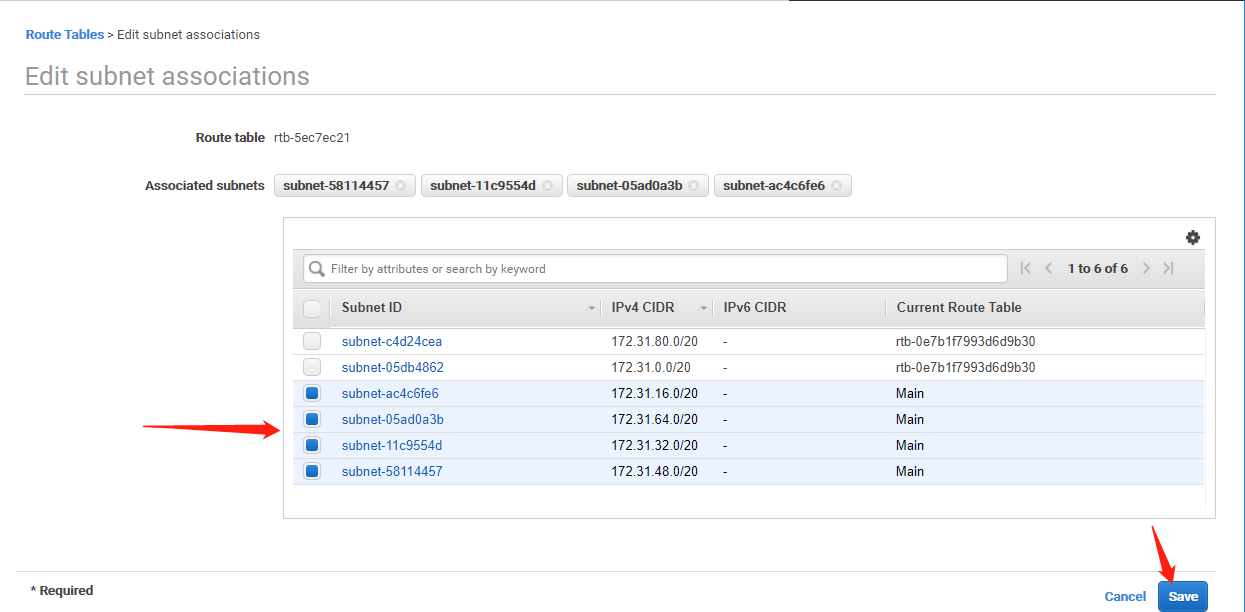 Route Tables > Edit subnet associations
Edit subnet associations
Route table rtb-5ec7ec21
Associated subnets subnet-58114457 subnet-11c9554d subnet-05ad0a3b subnet-ac4c6fe6
Filter by attributes or search by keyword 1 to 6 of 6
Subnet ID IPv4 CIDR IPv6 CIDR Current Route Table
subnet-c4d24cea 172.31.80.0/20 - rtb-0e7b1f7993d6d9b30
subnet-05db4862 172.31.0.0/20 - rtb-0e7b1f7993d6d9b30
subnet-ac4c6fe6 172.31.16.0/20 - Main
subnet-05ad0a3b 172.31.64.0/20 - Main
subnet-11c9554d 172.31.32.0/20 - Main
subnet-58114457 172.31.48.0/20 - Main
* Required
Cancel Save